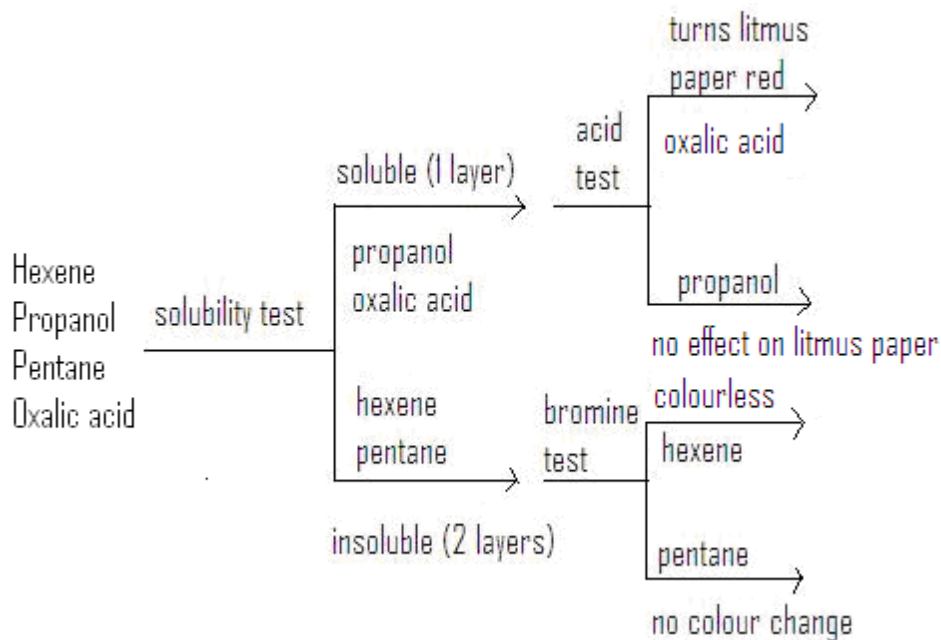 Hexene
Propanol
Pentane
Oxalic acid
solubility test
soluble (1 layer)
propanol
oxalic acid
hexene
pentane
insoluble (2 layers)
acid
test
turns litmus
paper red
oxalic acid
propanol
no effect on litmus paper
bromine
test
colourless
hexene
pentane
no colour change